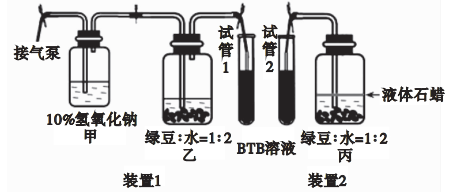 接气泵
试管1
试管2
液体石蜡
10%氢氧化钠
甲
绿豆:水=1:2
乙
BTB溶液
绿豆:水=1:2
丙
装置1
装置2